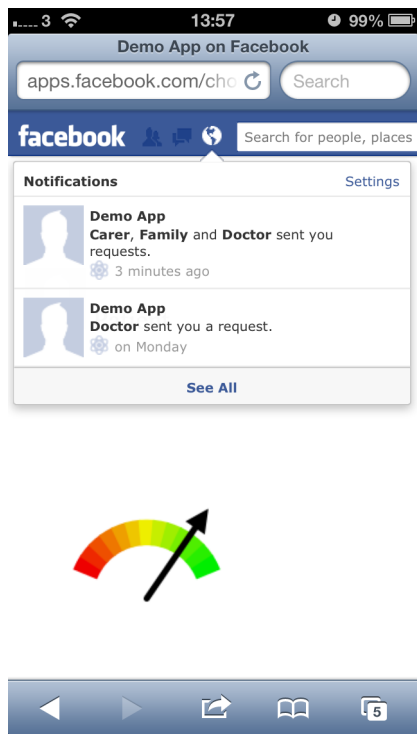 3 13:57 99%
Demo App on Facebook
apps.facebook.com/cho Search
facebook Search for people, places
Notifications Settings
Demo App
Carer, Family and Doctor sent you
requests.
3 minutes ago
Demo App
Doctor sent you a request.
on Monday
See All
5